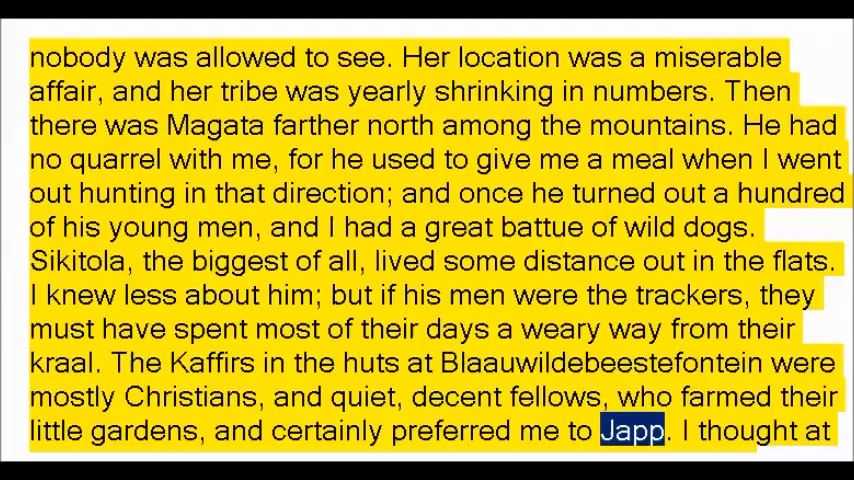 nobody was allowed to see. Her location was a miserable
affair, and her tribe was yearly shrinking in numbers. Then
there was Magata farther north among the mountains. He had
no quarrel with me, for he used to give me a meal when I went
out hunting in that direction; and once he turned out a hundred
of his young men, and I had a great battue of wild dogs.
Sikitola, the biggest of all, lived some distance out in the flats.
I knew less about him; but if his men were the trackers, they
must have spent most of their days a weary way from their
kraal. The Kaffirs in the huts at Blaauwildebeestefontein were
mostly Christians, and quiet, decent fellows, who farmed their
little gardens, and certainly preferred me to Japp. I thought at